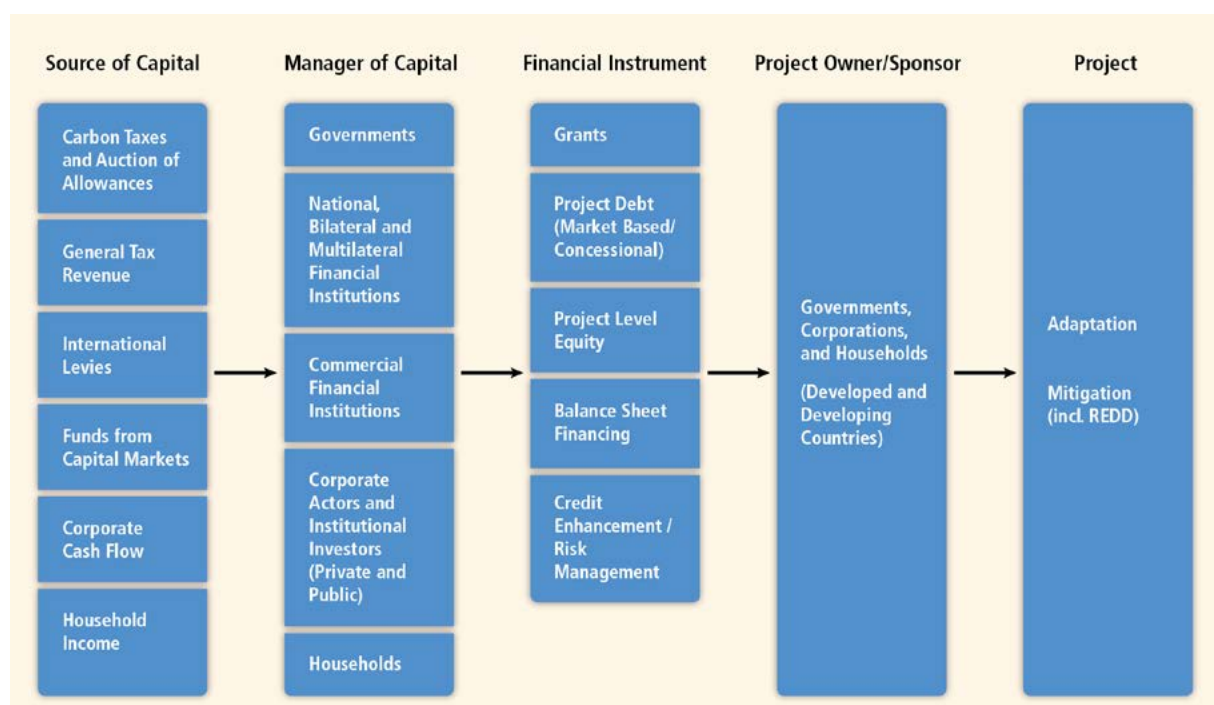 Source of Capital
Carbon Taxes
and Auction of
Allowances
General Tax
Revenue
International
Levies
Funds from
Capital Markets
Corporate
Cash Flow
Household
Income
Manager of Capital
Governments
National,
Bilateral and
Multilateral
Financial
Institutions
Commercial
Financial
Institutions
Corporate
Actors and
Institutional
Investors
(Private and
Public)
Households
Financial Instrument
Grants
Project Debt
(Market Based/
Concessional)
Project Level
Equity
Balance Sheet
Financing
Credit
Enhancement /
Risk
Management
Project Owner/Sponsor
Governments,
Corporations,
and Households
(Developed and
Developing
Countries)
Project
Adaptation
Mitigation
(incl. REDD)